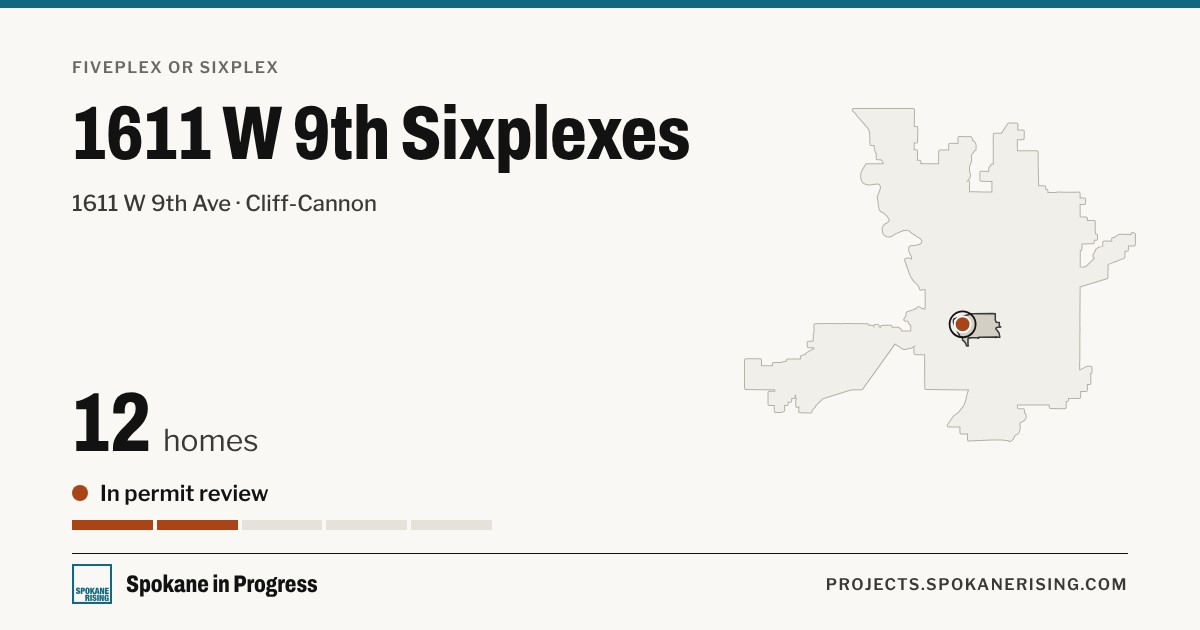 FIVEPLEX OR SIXPLEX
1611 W 9th Sixplexes
1611 W 9th Ave · Cliff-Cannon
12 homes
In permit review
SPOKANE
RISING
Spokane in Progress
PROJECTS.SPOKANERISING.COM